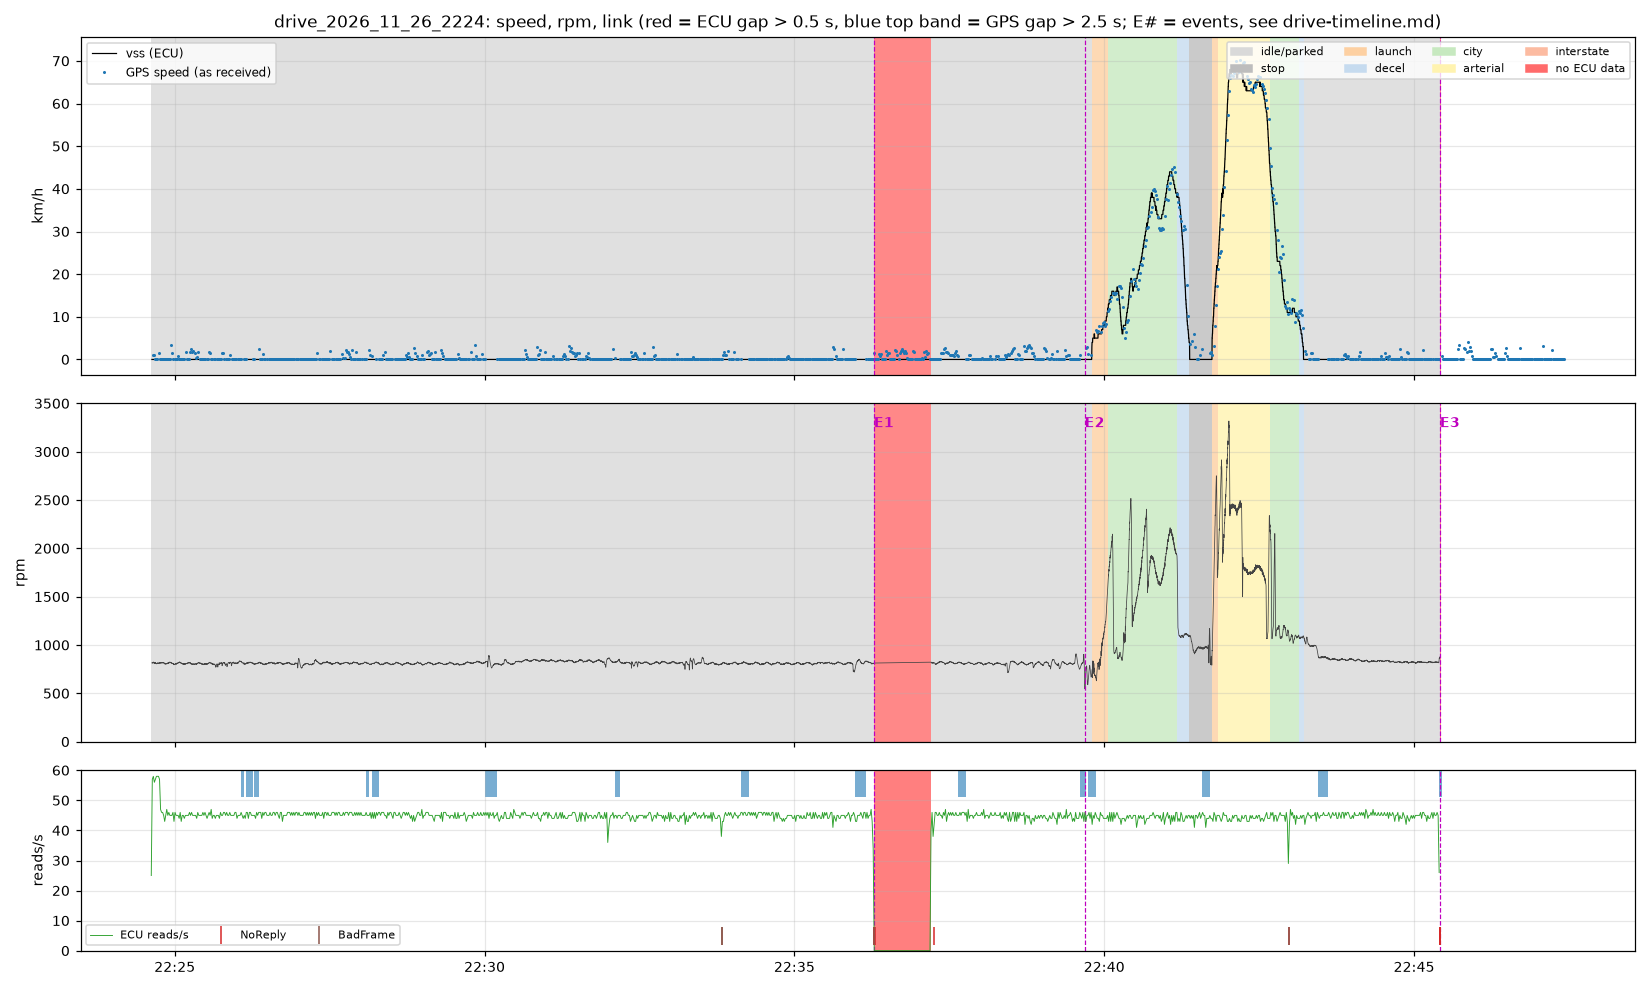 drive_2026_11_26_2224: speed, rpm, link (red = ECU gap > 0.5 s, blue top band = GPS gap > 2.5 s; E# = events, see drive-timeline.md)
vss (ECU)
GPS speed (as received)
idle/parked
launch
city
interstate
stop
decel
arterial
no ECU data
70
60
50
40
30
20
10
0
km/h
3500
3000
2500
2000
1500
1000
500
0
rpm
E1
E2
E3
60
50
40
30
20
10
0
reads/s
ECU reads/s
NoReply
BadFrame
22:25
22:30
22:35
22:40
22:45